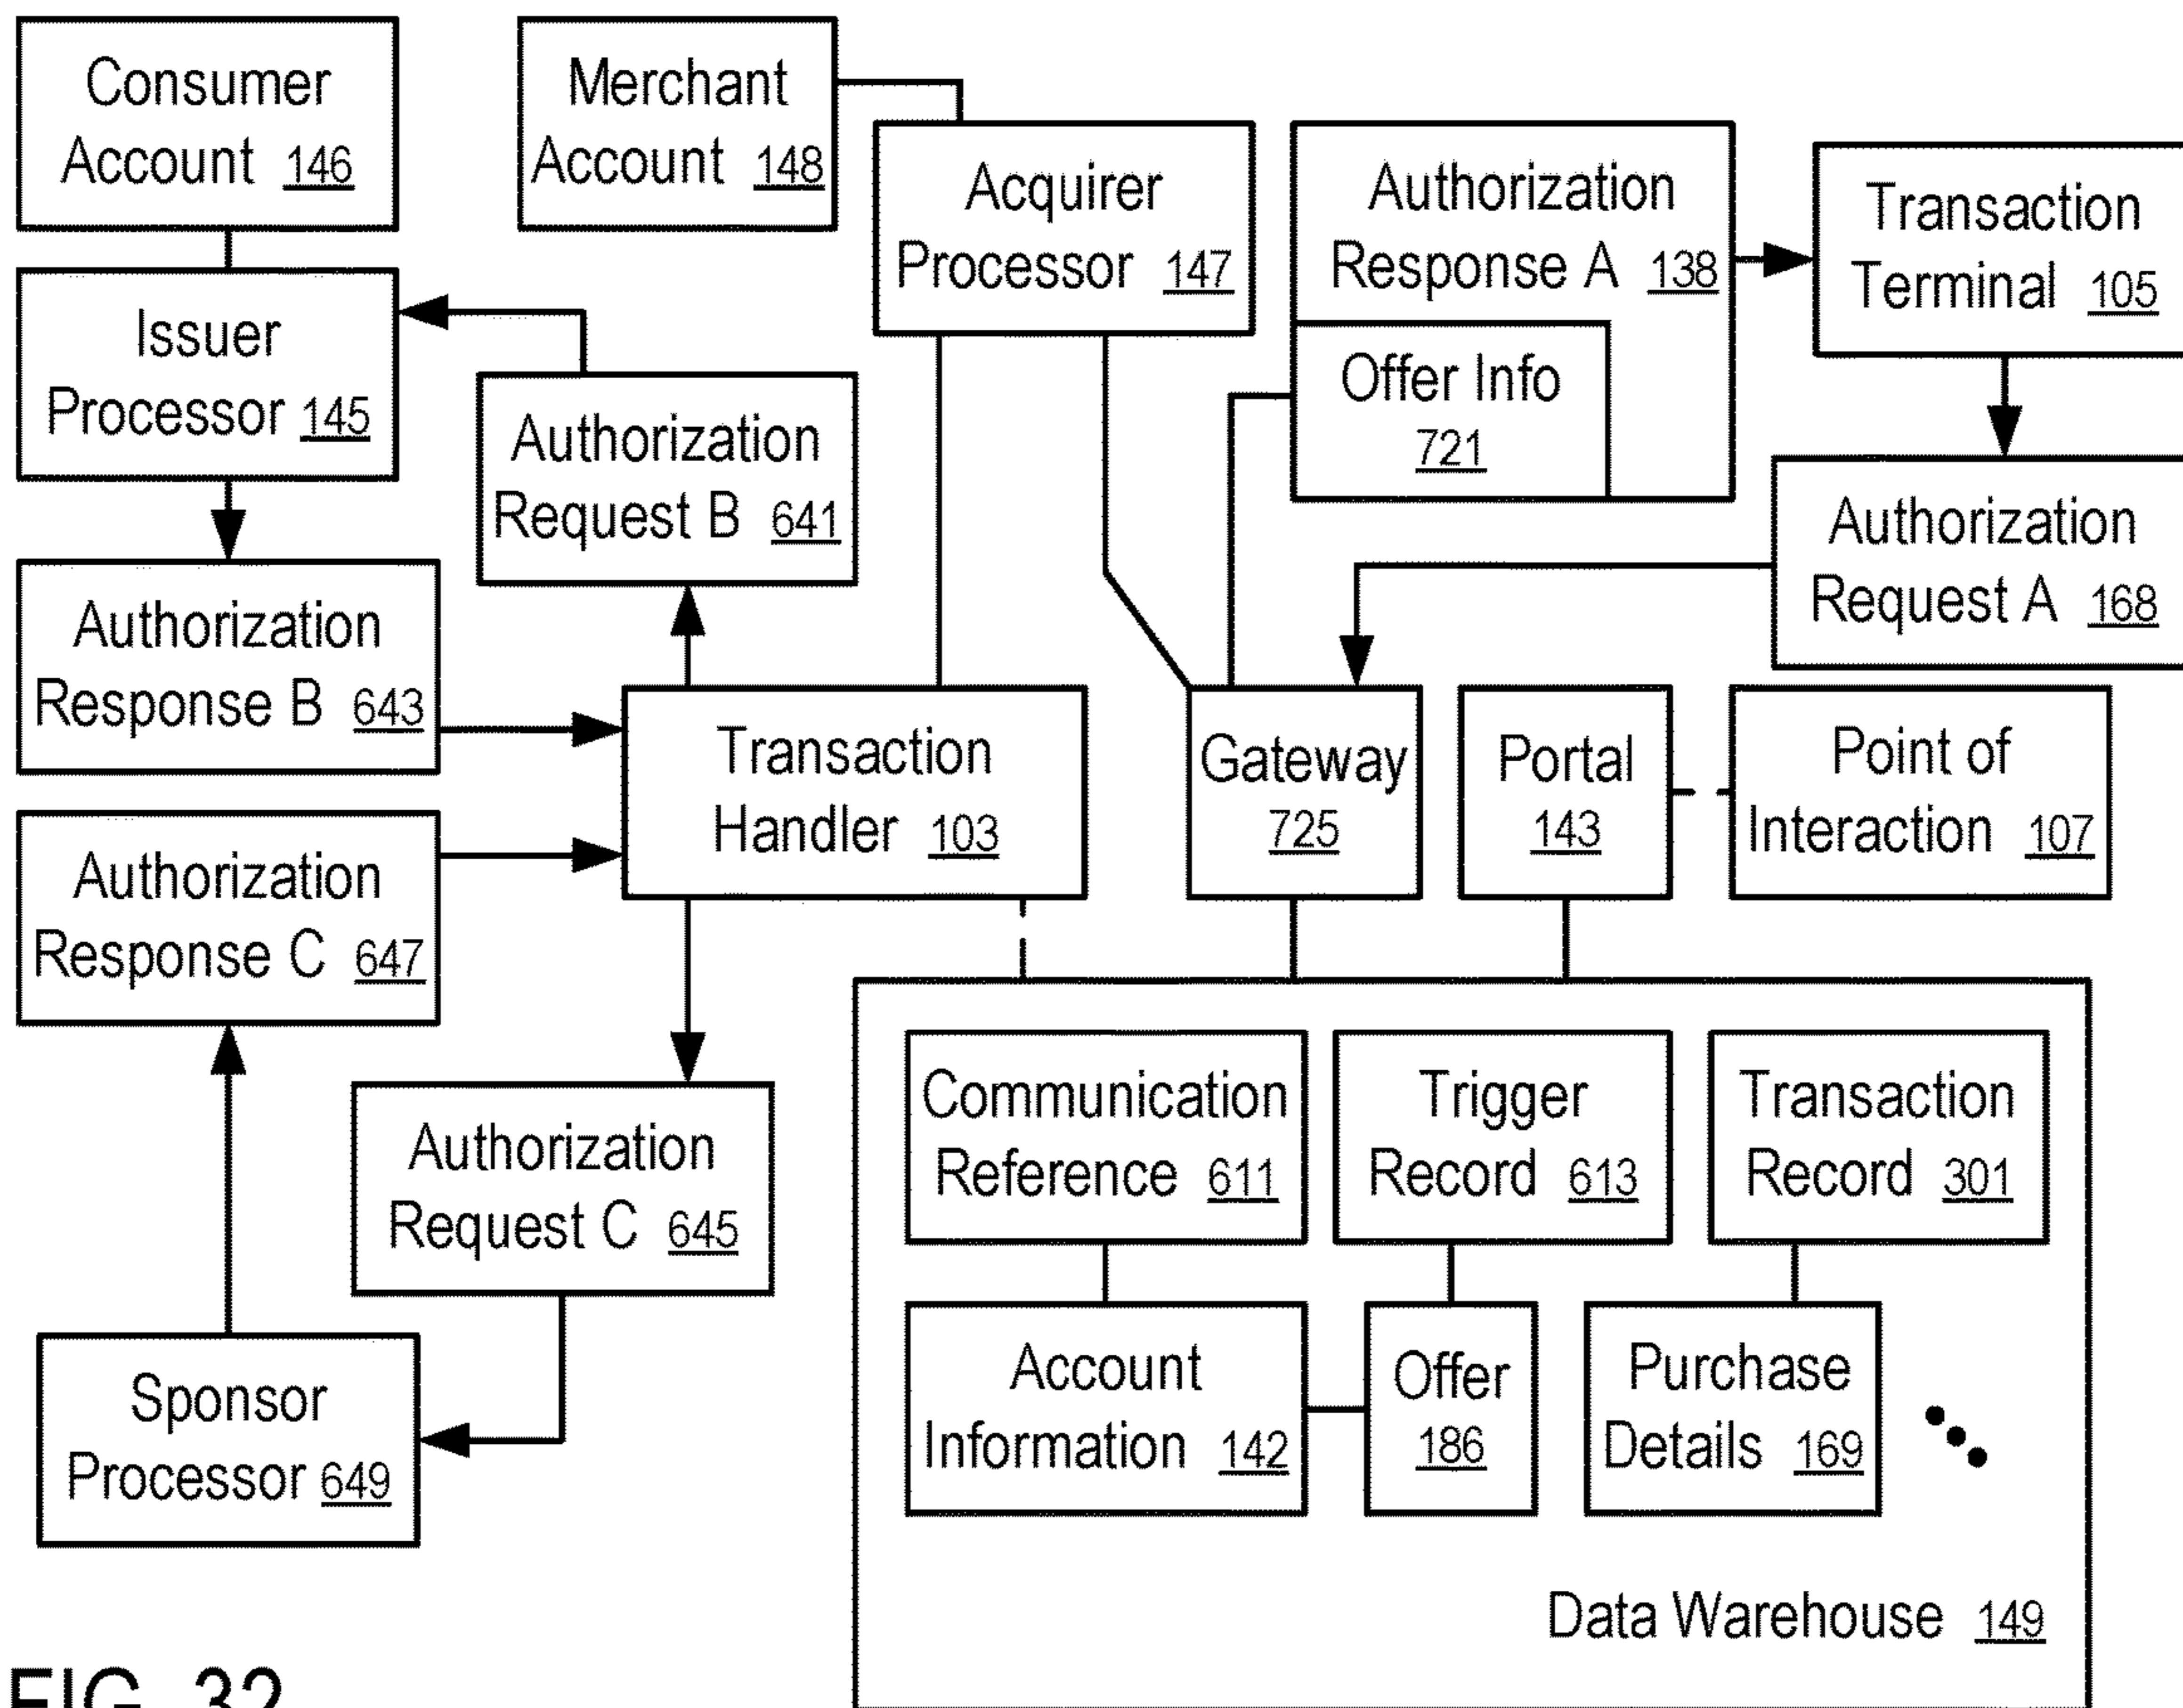 Consumer
Account 146
Merchant
Account 148
Acquirer
Processor 147
Authorization
Response A 138
Offer Info
721
Transaction
Terminal 105
Issuer
Processor 145
Authorization
Request B 641
Authorization
Request A 168
Authorization
Response B 643
Transaction
Handler 103
Gateway
725
Portal
143
Point of
Interaction 107
Authorization
Response C 647
Authorization
Request C 645
Sponsor
Processor 649
Communication
Reference 611
Trigger
Record 613
Transaction
Record 301
Account
Information 142
Offer
186
Purchase
Details 169
Data Warehouse 149
FIG. 32